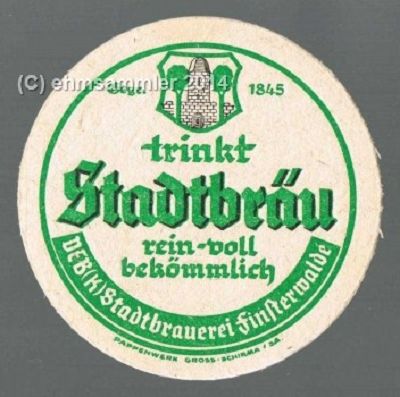 (C) ehmsammler 2014
Gegr. 1845
trinkt
Stadtbräu
rein-voll
bekömmlich
VEB(K) Stadtbrauerei Finsterwalde
PAPPENWERK GROSS-SCHIRMA / SA.